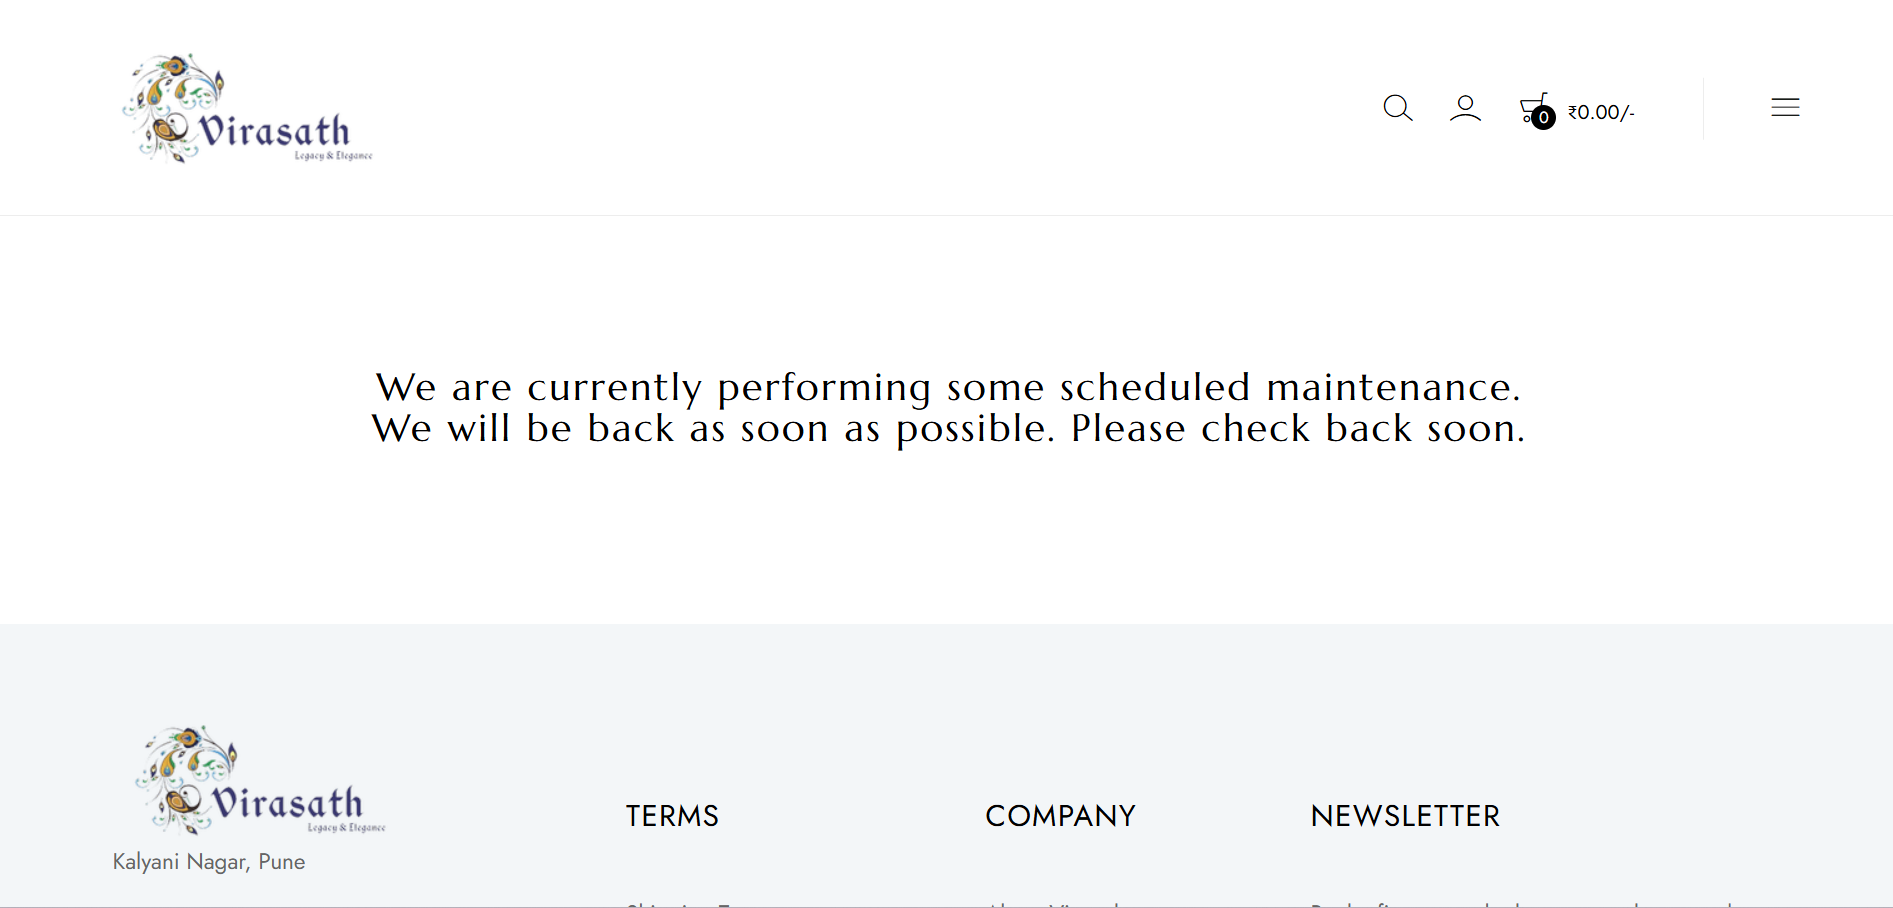 Virasath
Legacy & Elegance
0
₹0.00/-
We are currently performing some scheduled maintenance.
We will be back as soon as possible. Please check back soon.
Virasath
Legacy & Elegance
Kalyani Nagar, Pune
TERMS
COMPANY
NEWSLETTER